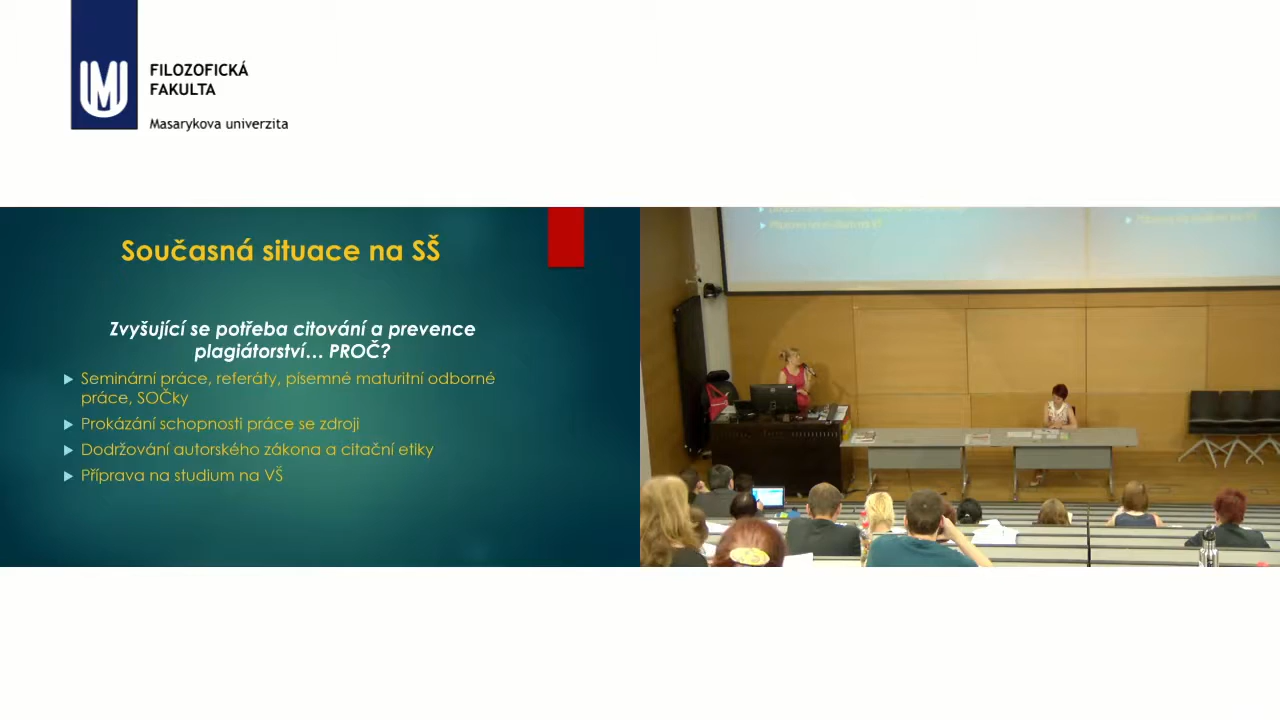 FILOZOFICKÁ
FAKULTA
Masarykova univerzita
Současná situace na SŠ
Zvyšující se potřeba citování a prevence
plagiátorství... PROČ?
Seminární práce, referáty, písemné maturitní odborné
práce, SOČky
Prokázání schopnosti práce se zdroji
Dodržování autorského zákona a citační etiky
Příprava na studium na VŠ